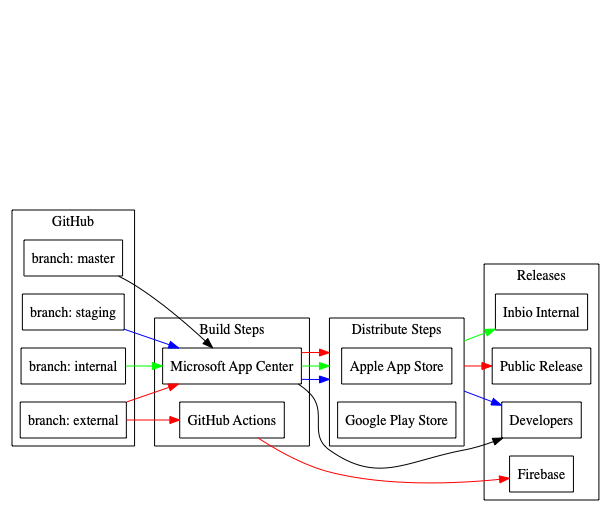 GitHub
branch: master
branch: staging
branch: internal
branch: external
Build Steps
Microsoft App Center
GitHub Actions
Distribute Steps
Apple App Store
Google Play Store
Releases
Inbio Internal
Public Release
Developers
Firebase